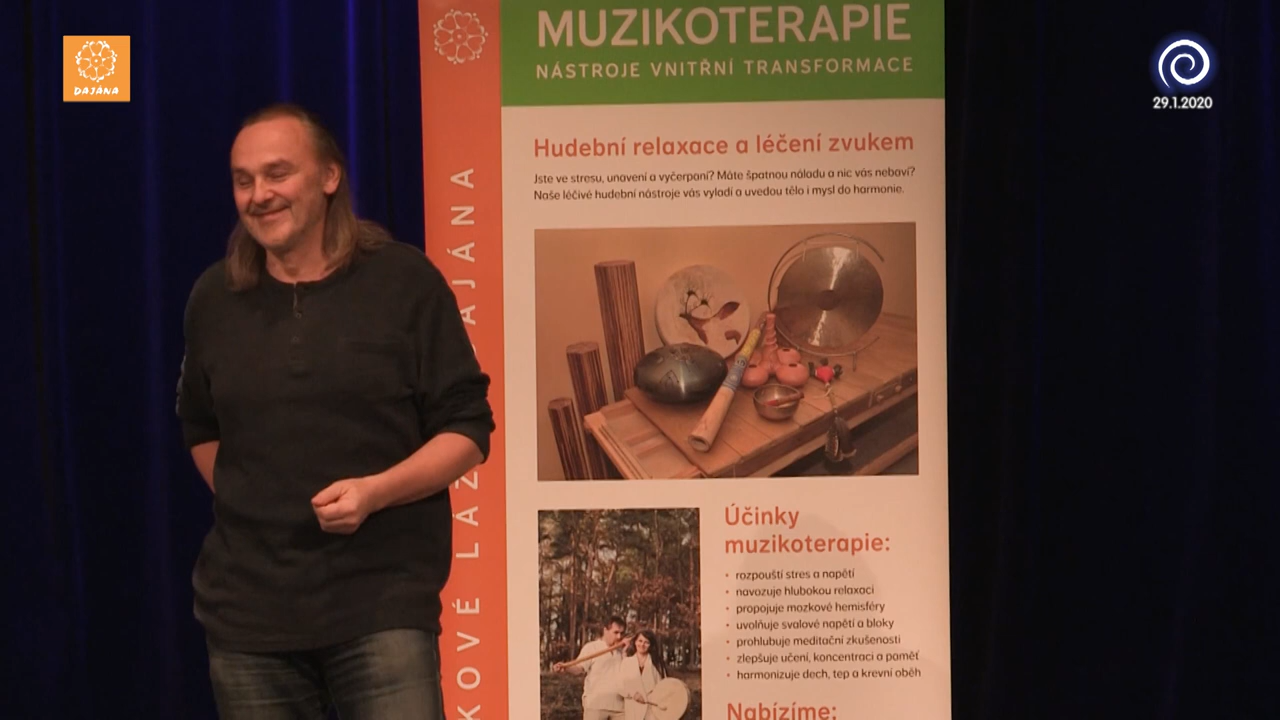 DAJÁNA
29.1.2020
MUZIKOTERAPIE
NÁSTROJE VNITŘNÍ TRANSFORMACE
Hudební relaxace a léčení zvukem
Jste ve stresu, unavení a vyčerpaní? Máte špatnou náladu a nic vás nebaví?
Naše léčivé hudební nástroje vás vyladí a uvedou tělo i mysl do harmonie.
Účinky
muzikoterapie:
• rozpouští stres a napětí
• navozuje hlubokou relaxaci
• propojuje mozkové hemisféry
• uvolňuje svalové napětí a bloky
• prohlubuje meditační zkušenosti
• zlepšuje učení, koncentraci a paměť
• harmonizuje dech, tep a krevní oběh
Nabízíme: